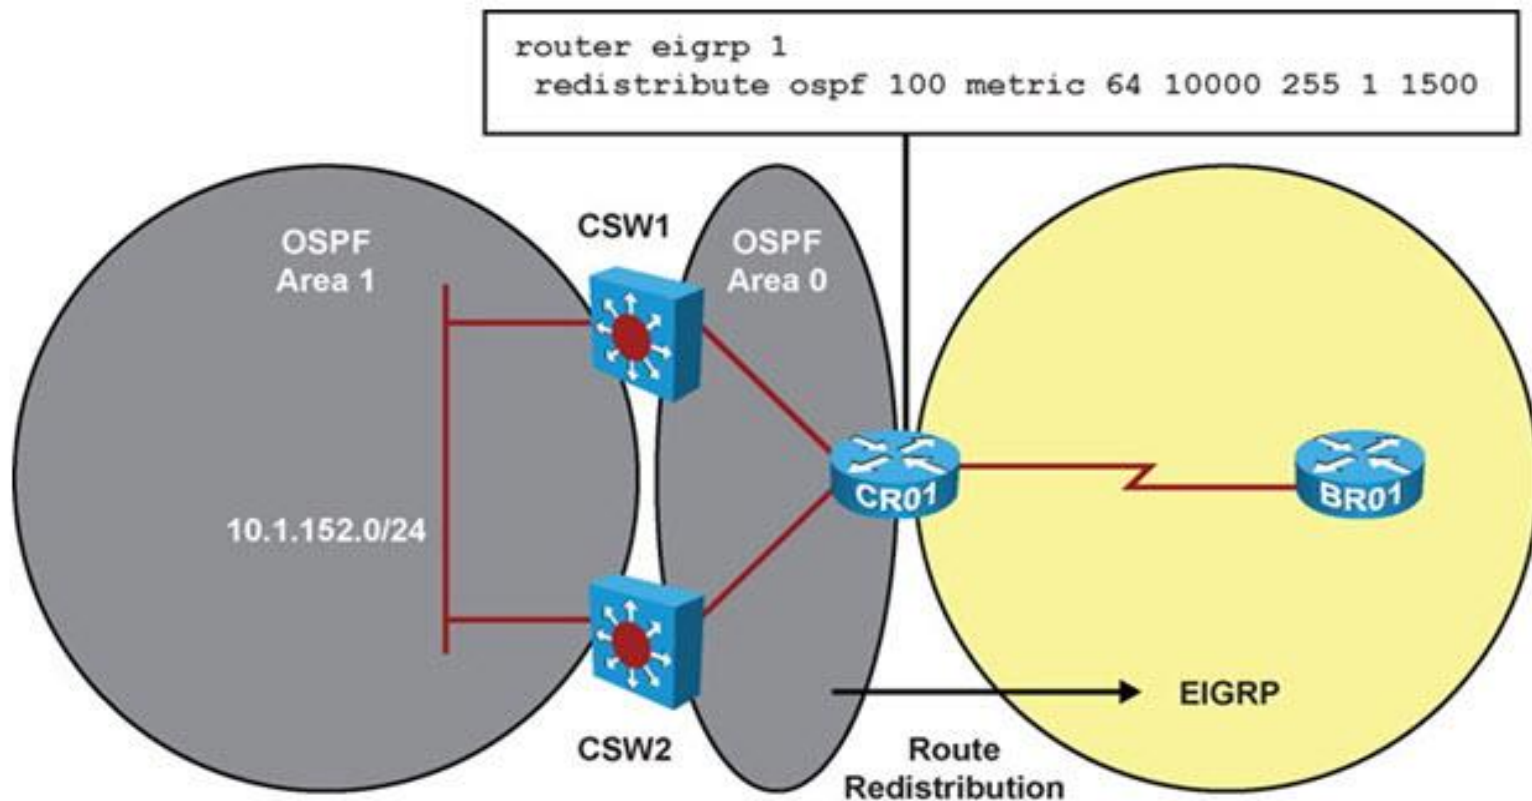 router eigrp 1
redistribute ospf 100 metric 64 10000 255 1 1500
OSPF
Area 1
CSW1
OSPF
Area 0
10.1.152.0/24
CR01
BR01
CSW2
EIGRP
Route
Redistribution